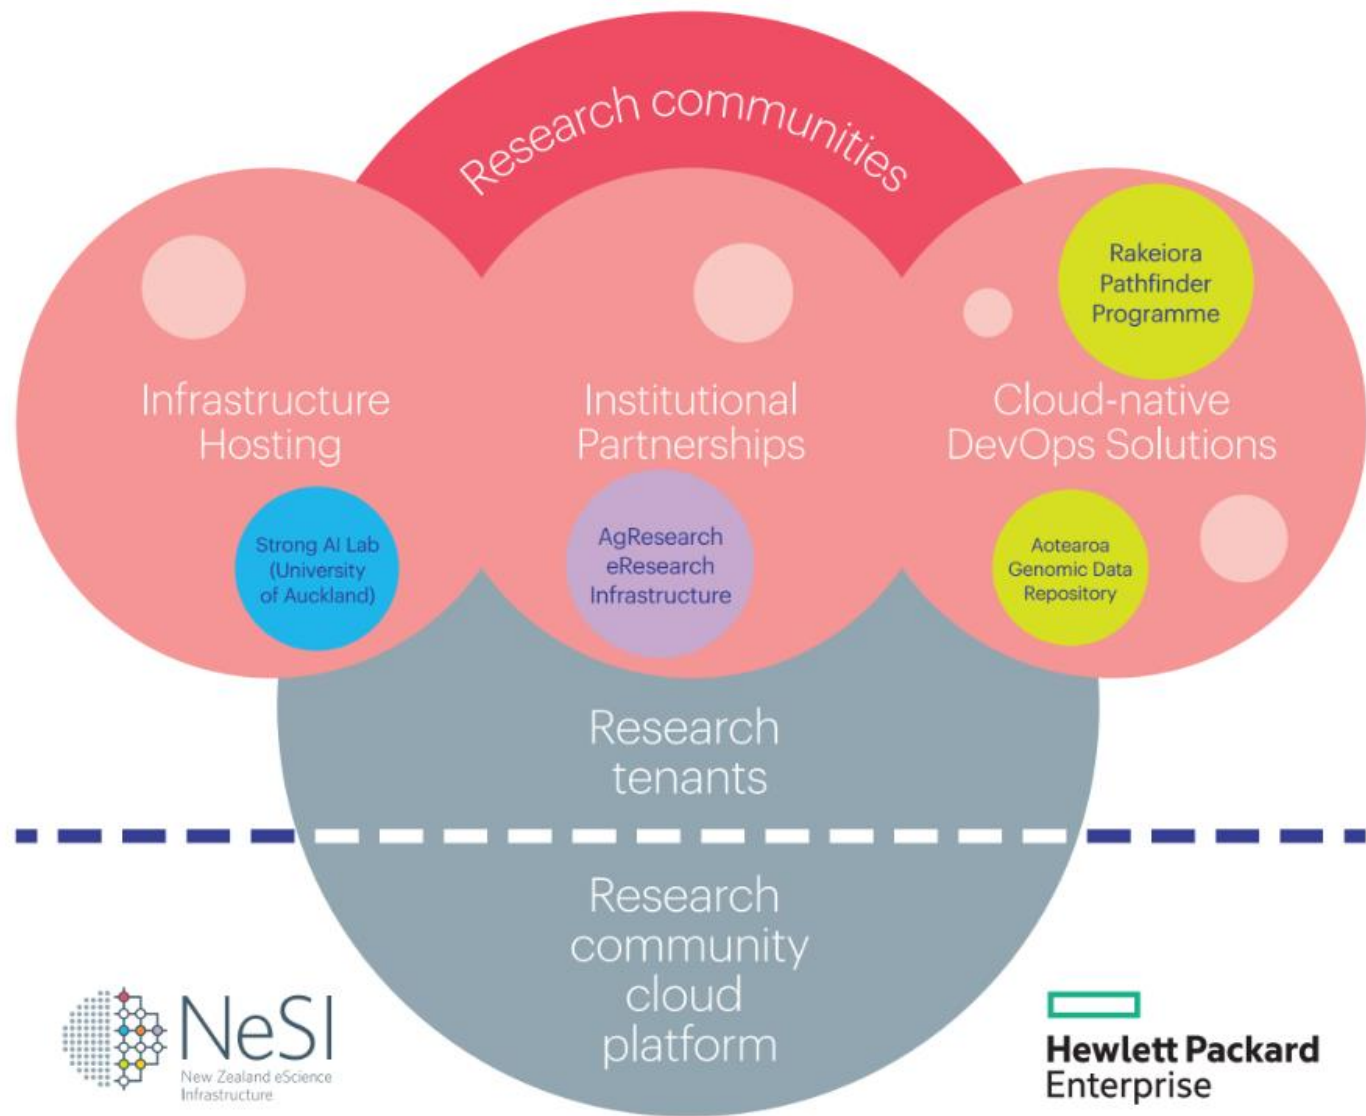 Research communities
Infrastructure
Hosting
Strong AI Lab
(University
of Auckland)
Institutional
Partnerships
AgResearch
eResearch
Infrastructure
Rakeiora
Pathfinder
Programme
Cloud-native
DevOps Solutions
Aotearoa
Genomic Data
Repository
Research
tenants
Research
community
cloud
platform
NeSI
New Zealand eScience
Infrastructure
Hewlett Packard
Enterprise